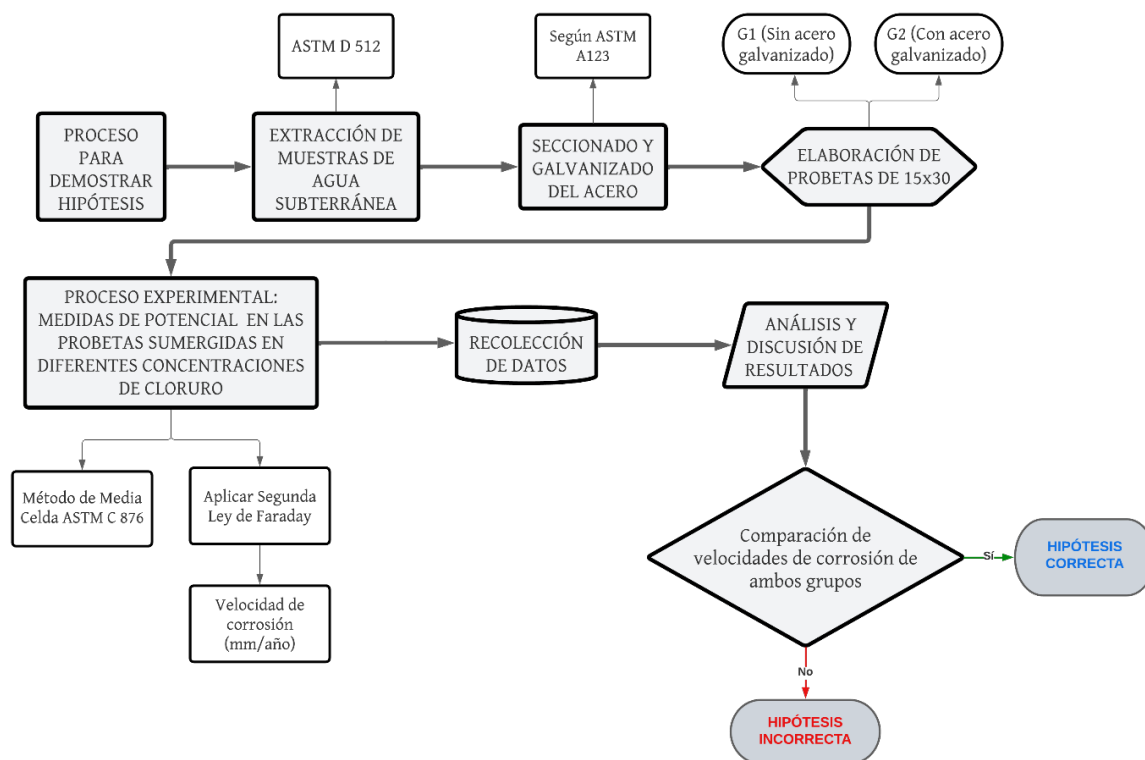 ASTM D 512
Según ASTM
A123
G1 (Sin acero
galvanizado)
G2 (Con acero
galvanizado)
PROCESO
PARA
DEMOSTRAR
HIPÓTESIS
EXTRACCIÓN DE
MUESTRAS DE
AGUA
SUBTERRÁNEA
SECCIONADO Y
GALVANIZADO
DEL ACERO
ELABORACIÓN DE
PROBETAS DE 15x30
PROCESO EXPERIMENTAL:
MEDIDAS DE POTENCIAL EN LAS
PROBETAS SUMERGIDAS EN
DIFERENTES CONCENTRACIONES
DE CLORURO
RECOLECCIÓN
DE DATOS
ANÁLISIS Y
DISCUSIÓN DE
RESULTADOS
Método de Media
Celda ASTM C 876
Aplicar Segunda
Ley de Faraday
Velocidad de
corrosión
(mm/año)
Comparación de
velocidades de corrosión de
ambos grupos
Sí
HIPÓTESIS
CORRECTA
No
HIPÓTESIS
INCORRECTA